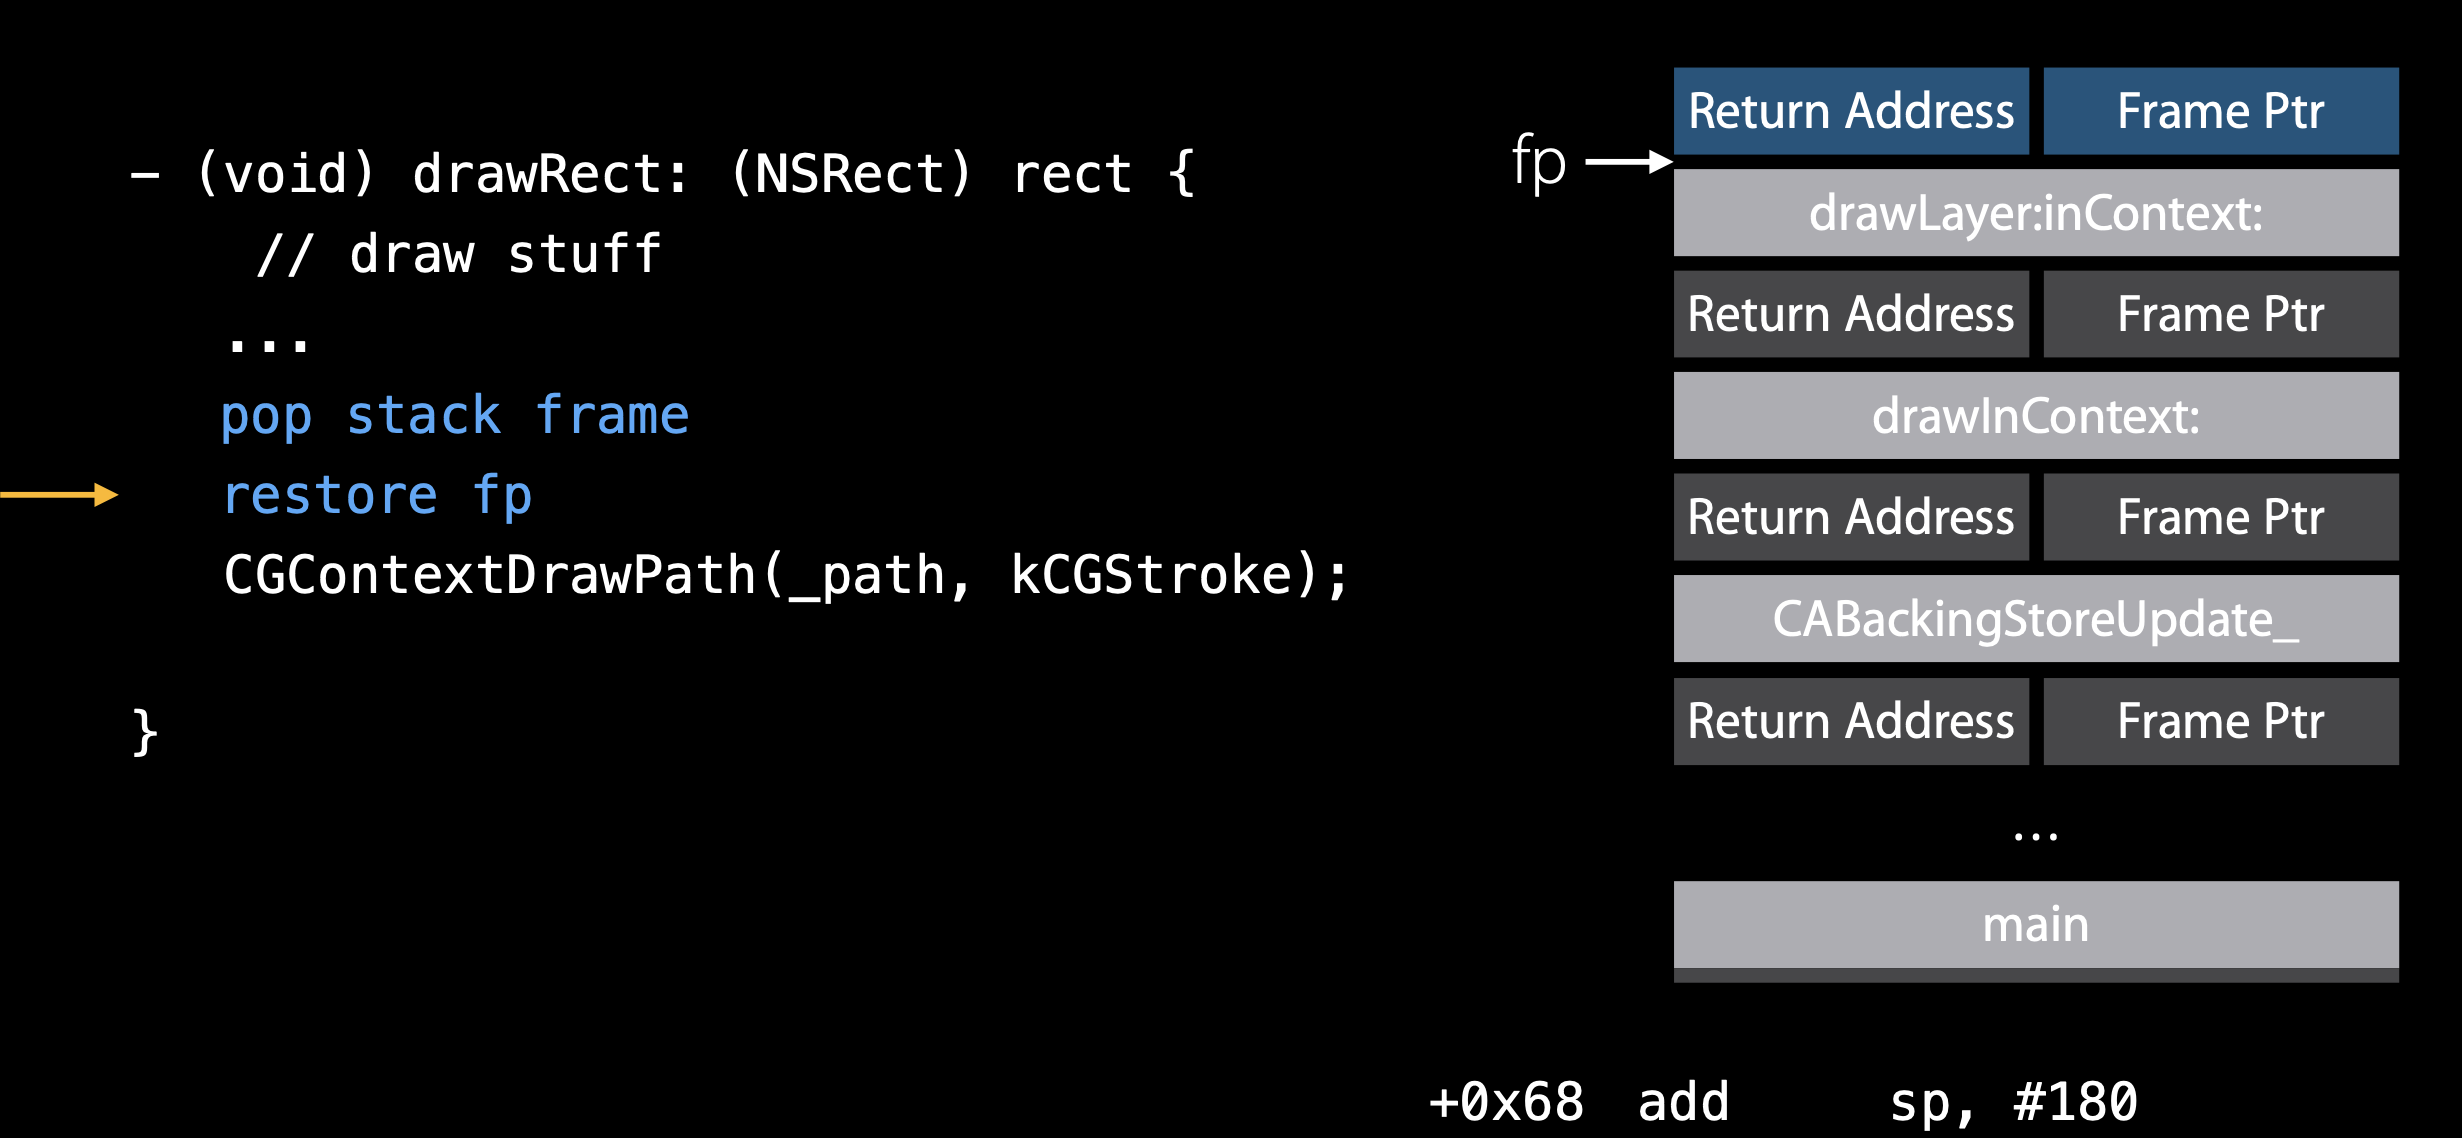 - (void) drawRect: (NSRect) rect {
// draw stuff
...
pop stack frame
restore fp
CGContextDrawPath(_path, kCGStroke);
}
fp
Return Address Frame Ptr
drawLayer:inContext:
Return Address Frame Ptr
drawInContext:
Return Address Frame Ptr
CABackingStoreUpdate_
Return Address Frame Ptr
...
main
+0x68 add sp, #180